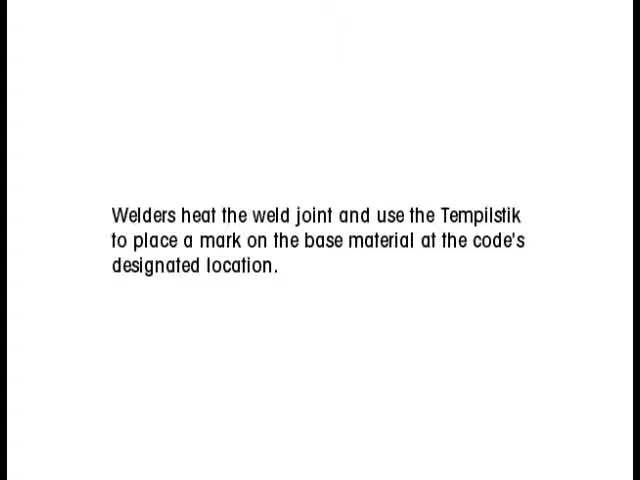 Welders heat the weld joint and use the Tempilstik
to place a mark on the base material at the code's
designated location.